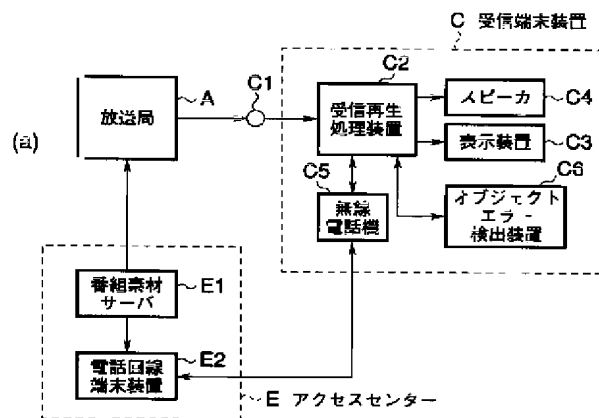 C 受信端末装置
C2
A
C1
放送局
受信再生
処理装置
スピーカ
C4
(a)
表示装置
C3
C5
C6
無線
電話機
オブジェクト
エラー
検出装置
番組素材
サーバ
E1
電話回線
端末装置
E2
E アクセスセンター